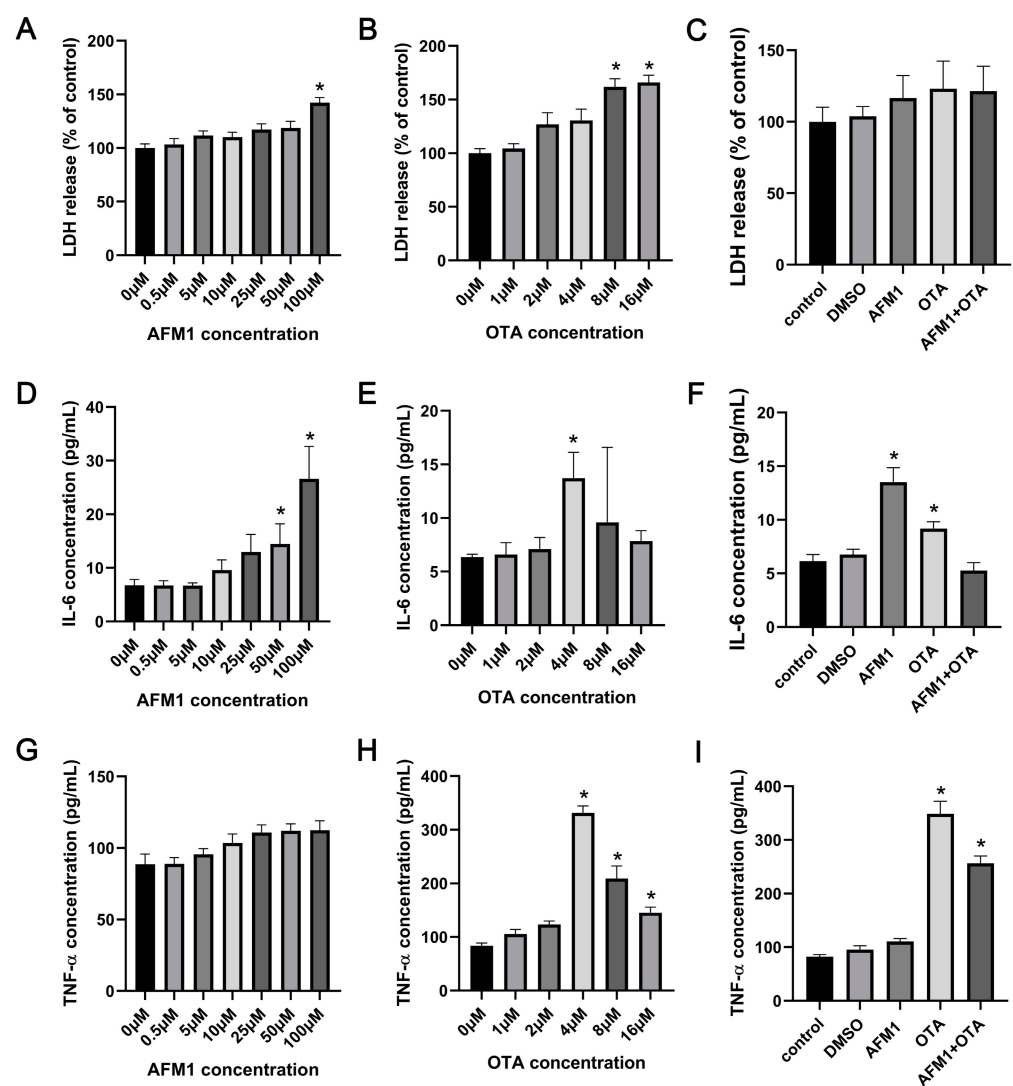 A
LDH release (% of control)
200
150
100
50
0
0μM
0.5μM
5μM
10μM
25μM
50μM
100μM
*
AFM1 concentration
B
LDH release (% of control)
200
150
100
50
0
0μM
1μM
2μM
4μM
8μM
16μM
*
*
OTA concentration
C
LDH release (% of control)
150
100
50
0
control
DMSO
AFM1
OTA
AFM1+OTA
D
IL-6 concentration (pg/mL)
40
30
20
10
0
0μM
0.5μM
5μM
10μM
25μM
50μM
100μM
*
*
AFM1 concentration
E
IL-6 concentration (pg/mL)
20
15
10
5
0
0μM
1μM
2μM
4μM
8μM
16μM
*
OTA concentration
F
IL-6 concentration (pg/mL)
20
15
10
5
0
control
DMSO
AFM1
OTA
AFM1+OTA
*
*
G
TNF-α concentration (pg/mL)
150
100
50
0
0μM
0.5μM
5μM
10μM
25μM
50μM
100μM
AFM1 concentration
H
TNF-α concentration (pg/mL)
400
300
200
100
0
0μM
1μM
2μM
4μM
8μM
16μM
*
*
*
OTA concentration
I
TNF-α concentration (pg/mL)
400
300
200
100
0
control
DMSO
AFM1
OTA
AFM1+OTA
*
*